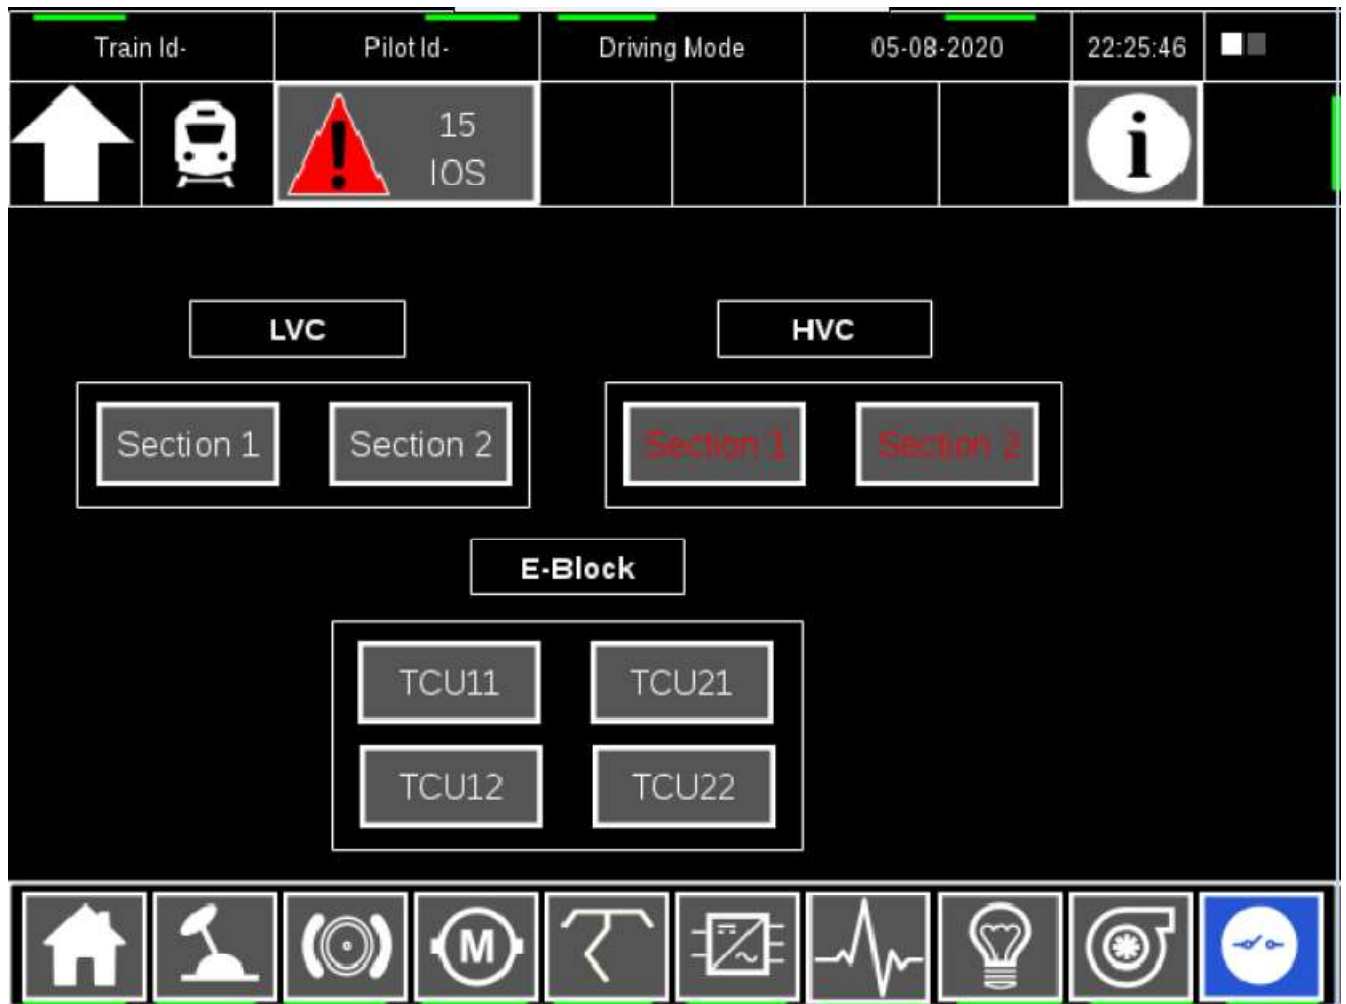 Train Id-
Pilot Id-
Driving Mode
05-08-2020
22:25:46
15
IOS
i
LVC
HVC
Section 1
Section 2
Section 1
Section 2
E-Block
TCU11
TCU21
TCU12
TCU22
M